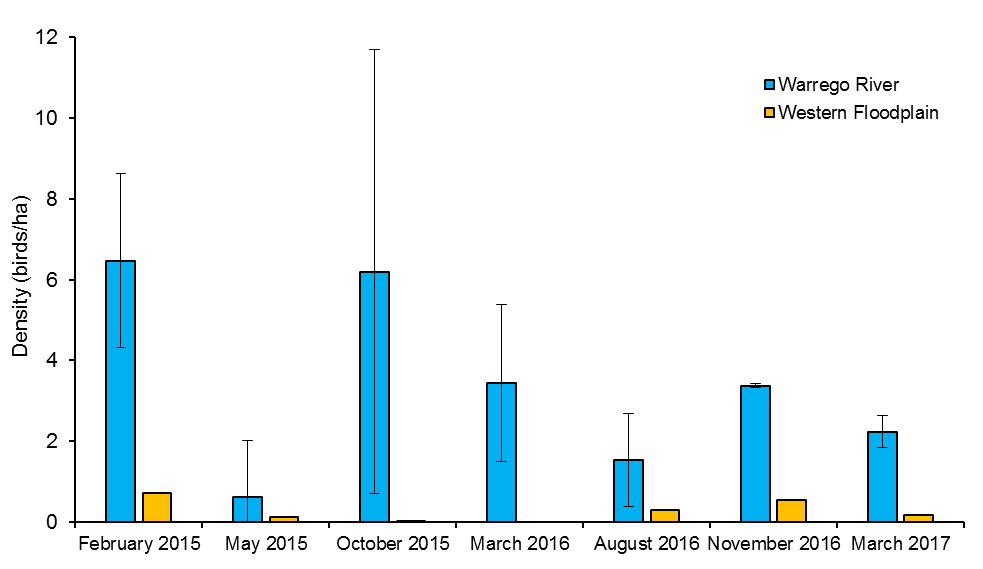 12
10
8
6
4
2
0
Density (birds/ha)
Warrego River
Western Floodplain
February 2015 May 2015 October 2015 March 2016 August 2016 November 2016 March 2017